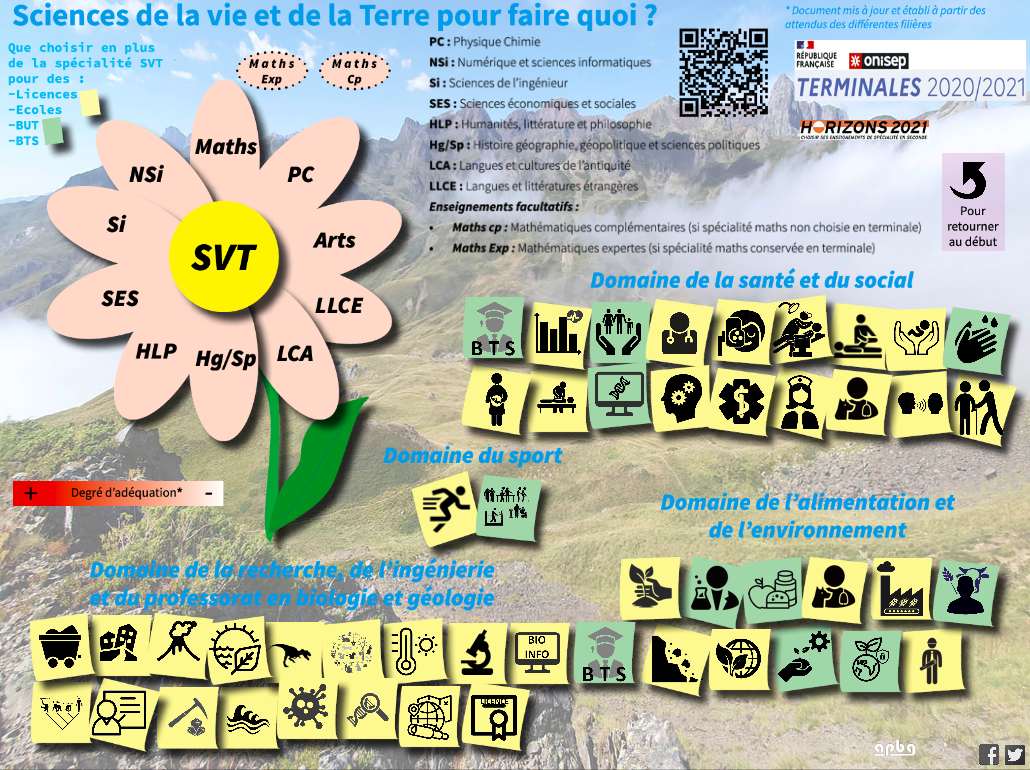 Sciences de la vie et de la Terre pour faire quoi ?
* Document mis à jour et établi à partir des
attendus des différentes filières
Que choisir en plus
de la spécialité SVT
pour des :
-Licences
-Ecoles
-BUT
-BTS
Maths
Exp
Maths
Cp
PC : Physique Chimie
NSi : Numérique et sciences informatiques
Si : Sciences de l'ingénieur
SES : Sciences économiques et sociales
HLP : Humanités, littérature et philosophie
Hg/Sp : Histoire géographie, géopolitique et sciences politiques
LCA : Langues et cultures de l'antiquité
LLCE : Langues et littératures étrangères
Enseignements facultatifs :
• Maths cp : Mathématiques complémentaires (si spécialité maths non choisie en terminale)
• Maths Exp : Mathématiques expertes (si spécialité maths conservée en terminale)
RÉPUBLIQUE
FRANÇAISE
onisep
TERMINALES 2020/2021
HORIZONS 2021
CHOISIR SES ENSEIGNEMENTS DE SPÉCIALITÉ EN SECONDE
Pour
retourner
au début
Maths
NSi
PC
Si
Arts
SVT
SES
LLCE
HLP
Hg/Sp
LCA
+ Degré d'adéquation* -
Domaine de la santé et du social
BTS
Domaine du sport
Domaine de l'alimentation et
de l'environnement
Domaine de la recherche, de l'ingénierie
et du professorat en biologie et géologie
BIO
INFO
BTS
LICENCE
apbg